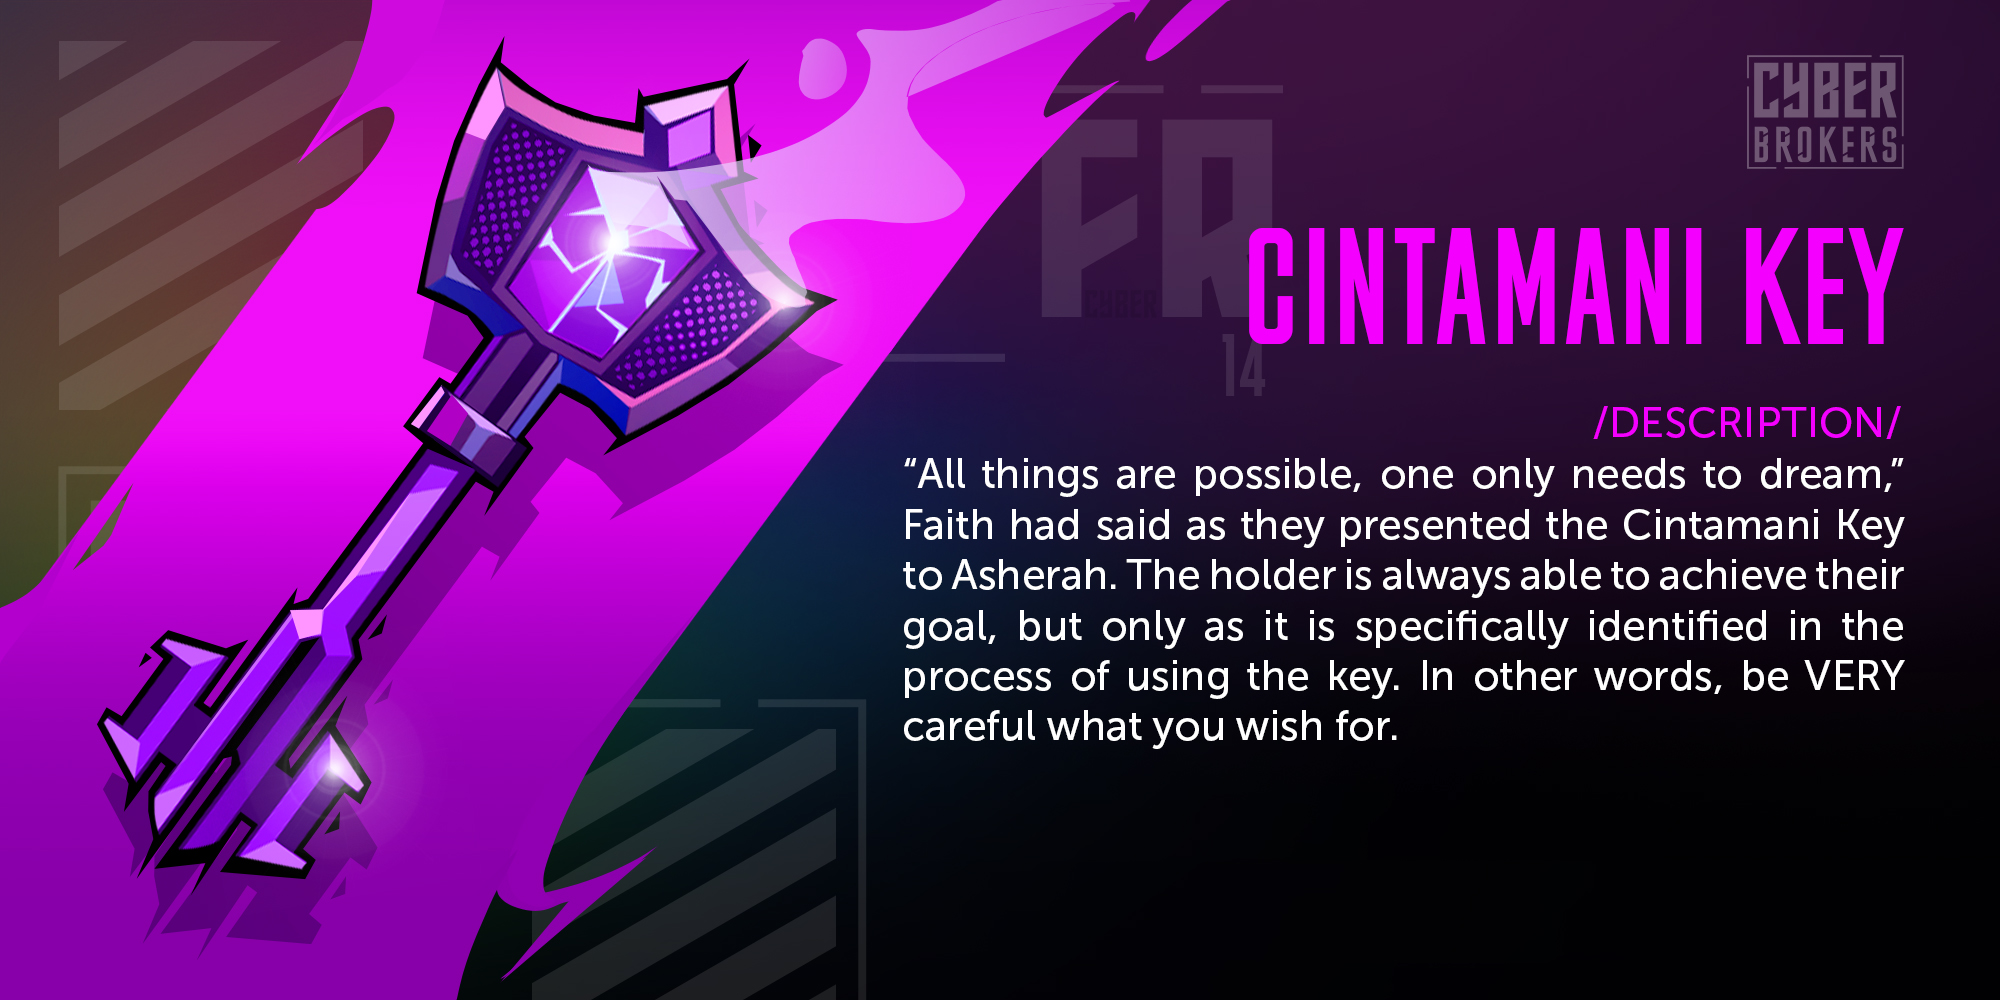 CYBER
BROKERS
FR
CYBER
14
CINTAMANI KEY
/DESCRIPTION/
“All things are possible, one only needs to dream,”
Faith had said as they presented the Cintamani Key
to Asherah. The holder is always able to achieve their
goal, but only as it is specifically identified in the
process of using the key. In other words, be VERY
careful what you wish for.